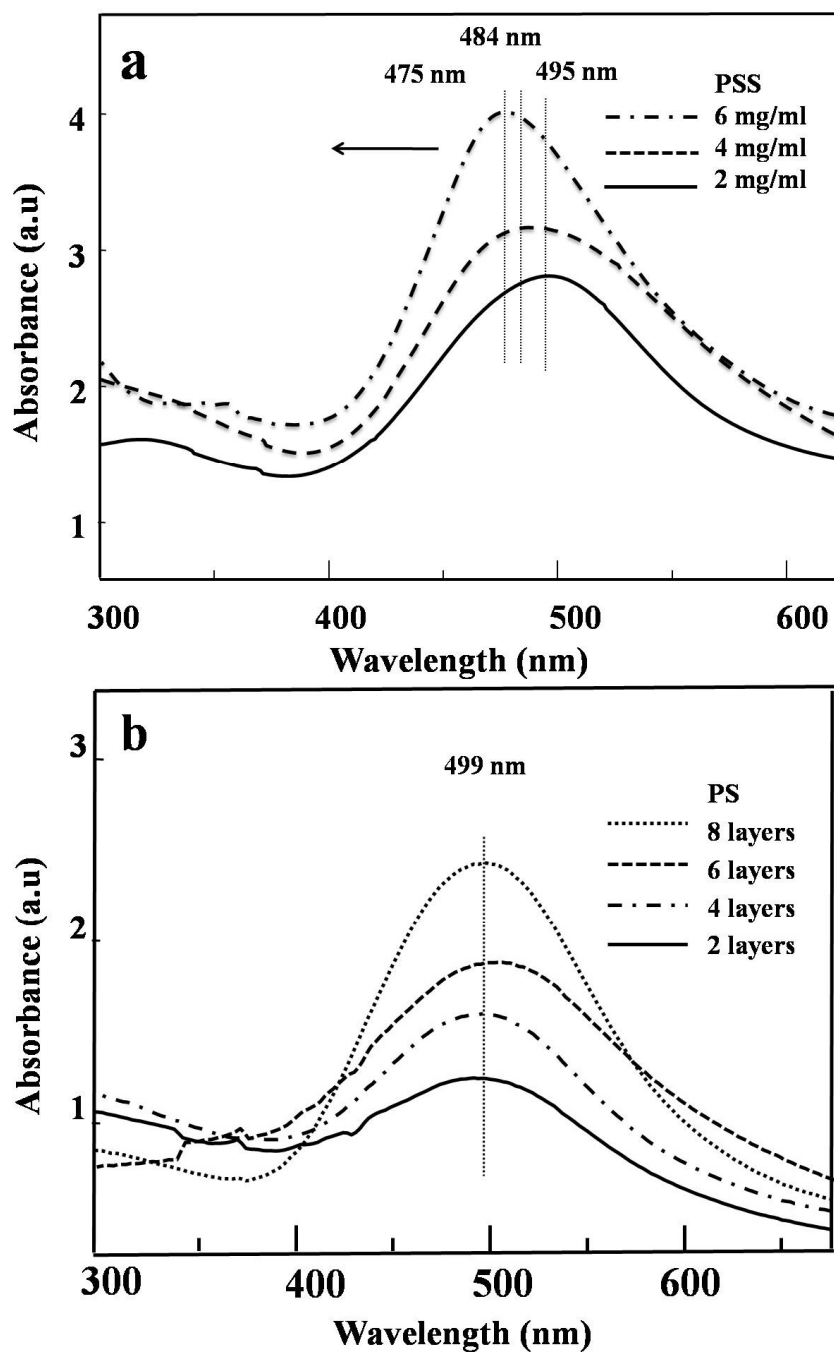 a
484 nm
475 nm
495 nm
PSS
6 mg/ml
4 mg/ml
2 mg/ml
4
3
2
1
Absorbance (a.u)
300 400 500 600
Wavelength (nm)
b
499 nm
PS
8 layers
6 layers
4 layers
2 layers
3
2
1
Absorbance (a.u)
300 400 500 600
Wavelength (nm)